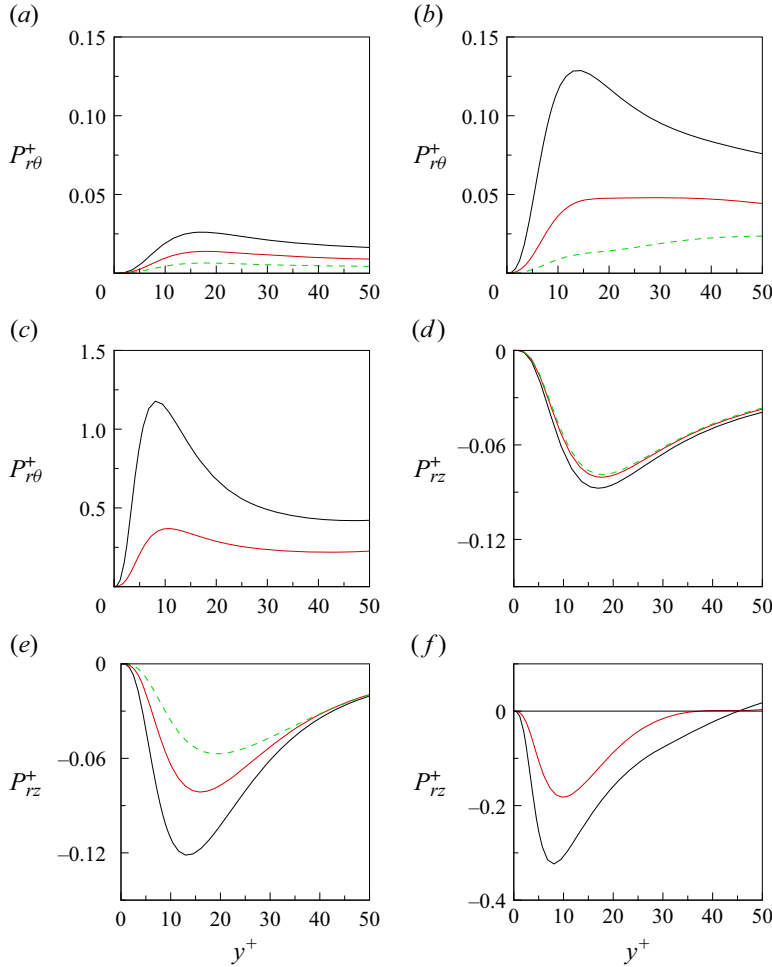 (a) (b)
0.15 0.15
0.10 0.10
P⁺rθ P⁺rθ
0.05 0.05
0 10 20 30 40 50 0 10 20 30 40 50
(c) (d)
1.5 0
1.0 –0.06
P⁺rθ P⁺rz
0.5 –0.12
0 10 20 30 40 50 0 10 20 30 40 50
(e) (f)
0 0
–0.06 –0.2
P⁺rz P⁺rz
–0.12 –0.4
0 10 20 30 40 50 0 10 20 30 40 50
y⁺ y⁺